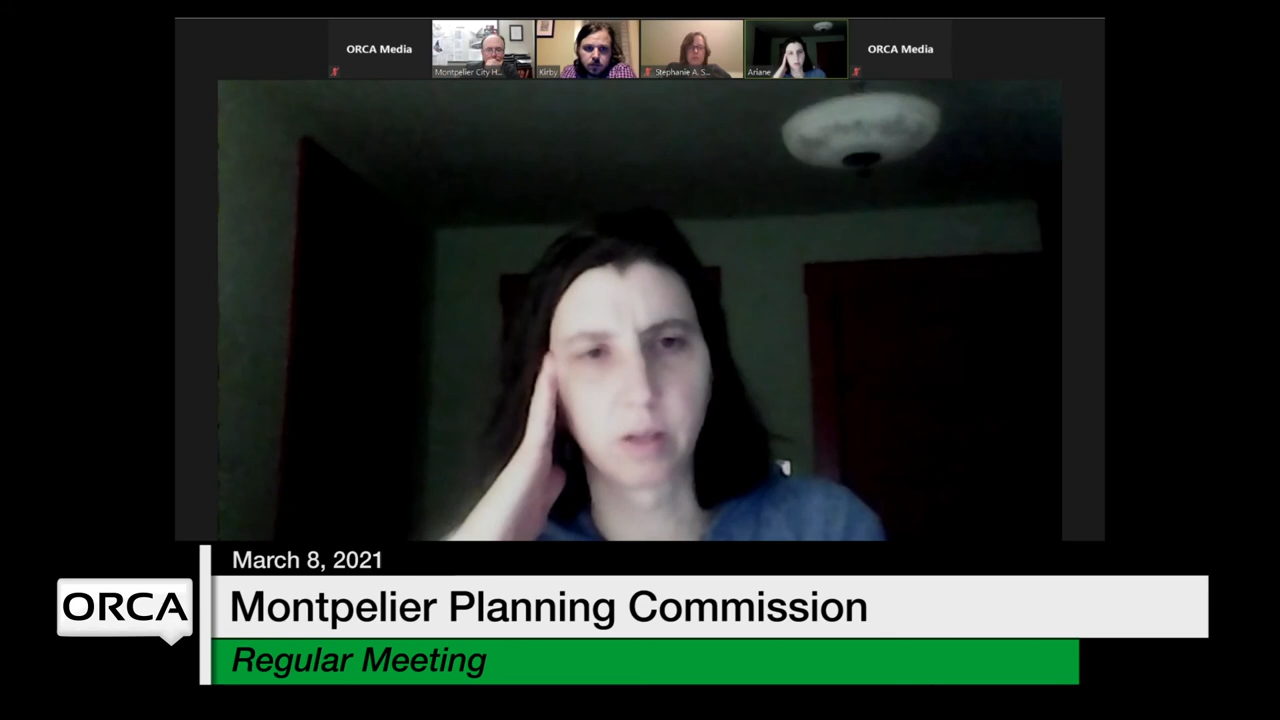 ORCA Media
Montpelier City H...
Kirby
Stephanie A. S...
Ariane
ORCA Media
March 8, 2021
ORCA
Montpelier Planning Commission
Regular Meeting